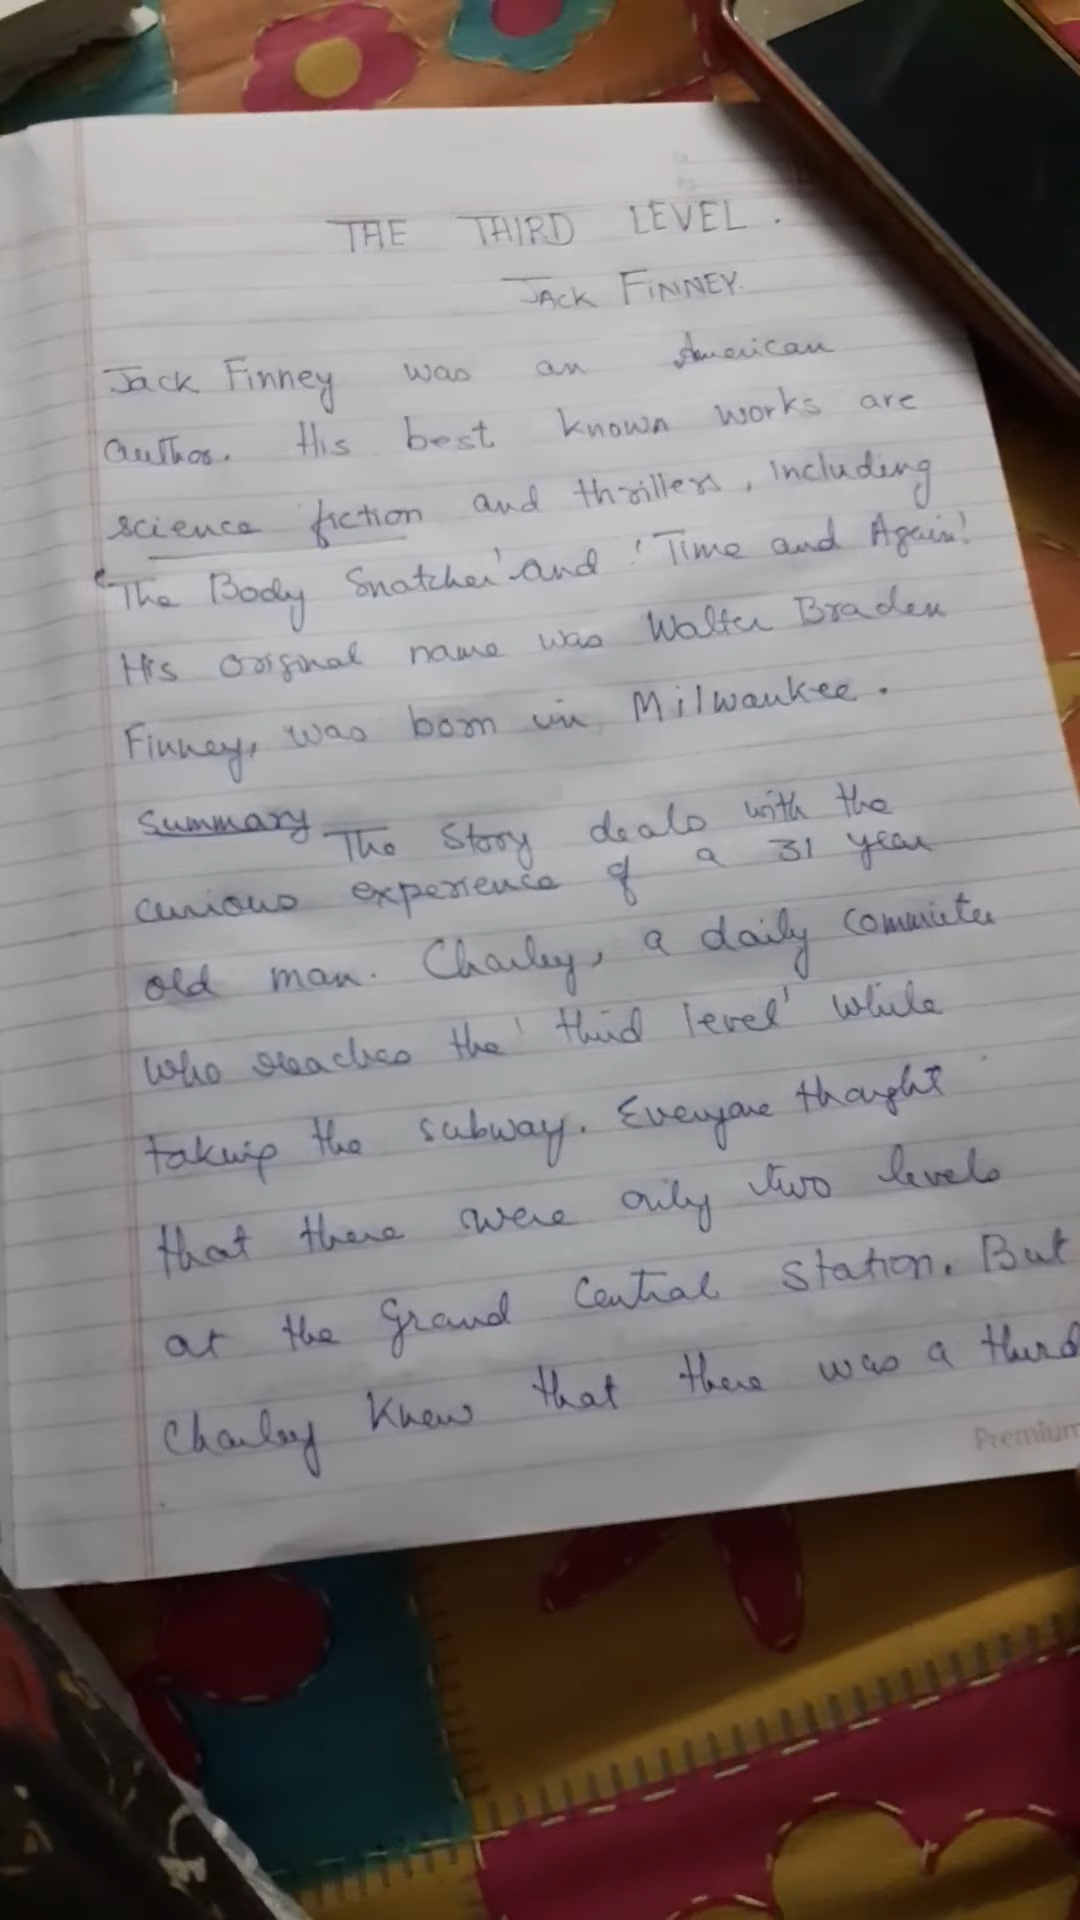 THE THIRD LEVEL.
JACK FINNEY.
Jack Finney was an American
author. His best known works are
science fiction and thrillers, including
'The Body Snatcher' and 'Time and Again'
His original name was Walter Braden
Finney, was born in Milwaukee.
Summary The Story deals with the
curious experience of a 31 year
old man. Charley, a daily commuter
who reaches the 'third level' while
taking the subway. Everyone thought
that there were only two levels
at the Grand Central Station. But
Charley knew that there was a third
Premium